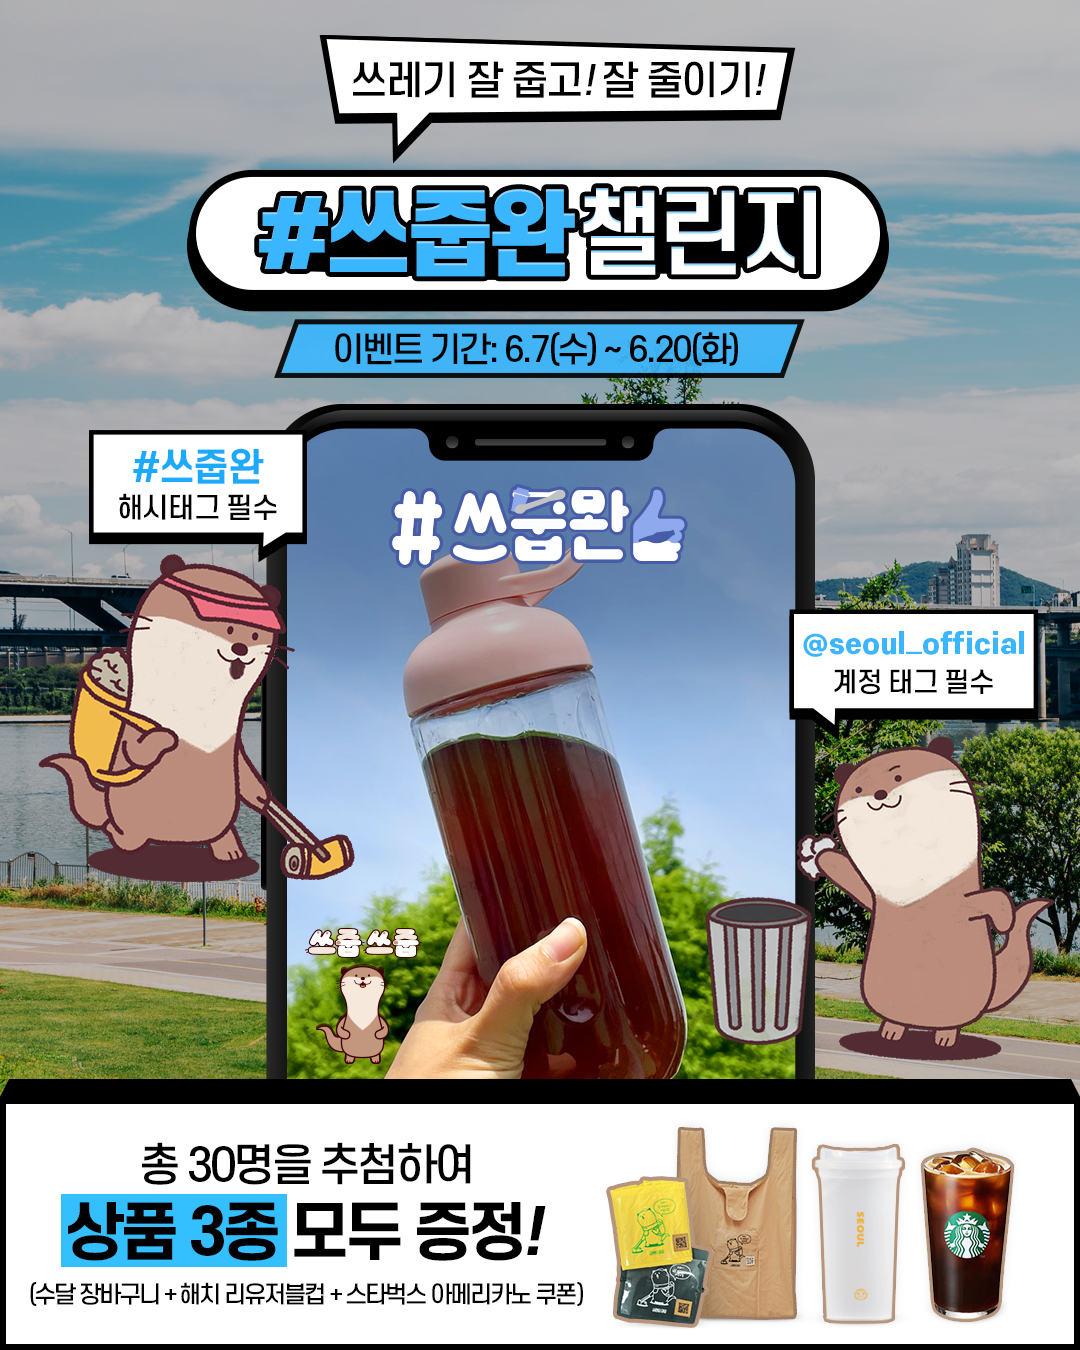 쓰레기 잘 줍고! 잘 줄이기!
#쓰줍완 챌린지
이벤트 기간: 6.7(수) ~ 6.20(화)
#쓰줍완
해시태그 필수
#쓰줍완
@seoul_official
계정 태그 필수
쓰줍 쓰줍
총 30명을 추첨하여
상품 3종 모두 증정!
(수달 장바구니 + 해치 리유저블컵 + 스타벅스 아메리카노 쿠폰)
SEOUL